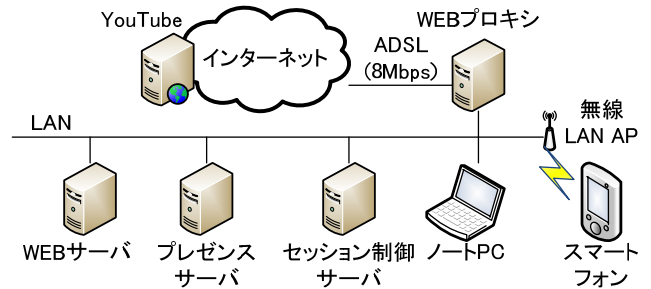 YouTube
インターネット
ADSL
(8Mbps)
WEBプロキシ
LAN
無線
LAN AP
WEBサーバ
プレゼンス
サーバ
セッション制御
サーバ
ノートPC
スマート
フォン